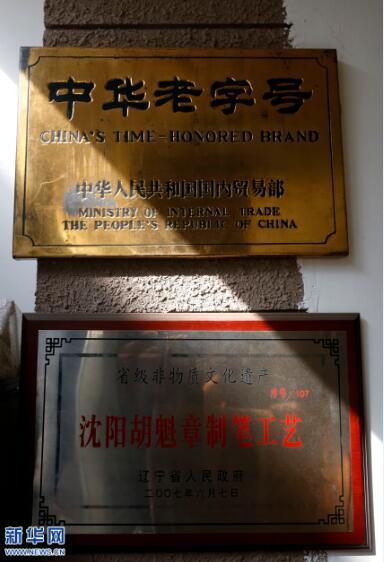 中华老字号
CHINA'S TIME-HONORED BRAND
中华人民共和国国内贸易部
MINISTRY OF INTERNAL TRADE
THE PEOPLE'S REPUBLIC OF CHINA
省级非物质文化遗产
序号：107
沈阳胡魁章制笔工艺
辽宁省人民政府
二〇〇七年六月七日
新华网
WWW.NEWS.CN